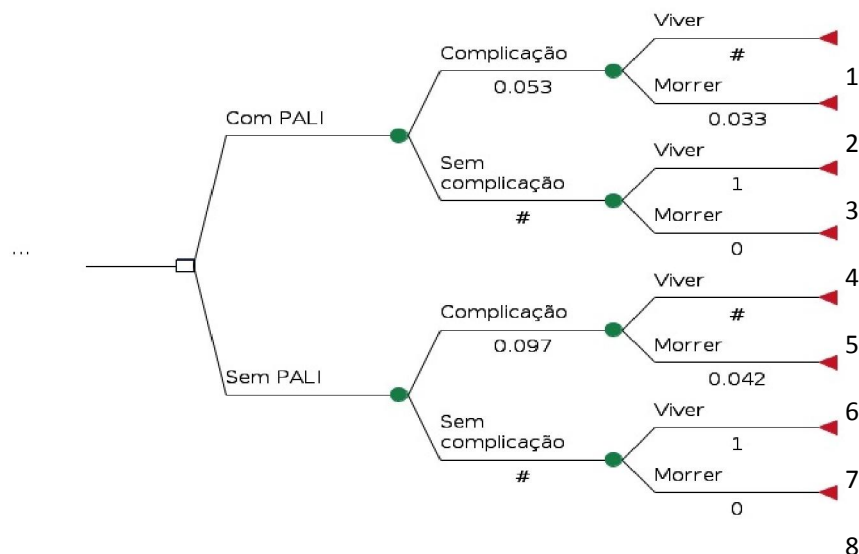 Viver
#
1
Complicação
0.053
Morrer
0.033
Com PALI
2
Viver
1
Sem
complicação
#
3
Morrer
0
...
4
Viver
#
Complicação
0.097
5
Morrer
0.042
Sem PALI
6
Viver
1
Sem
complicação
#
7
Morrer
0
8